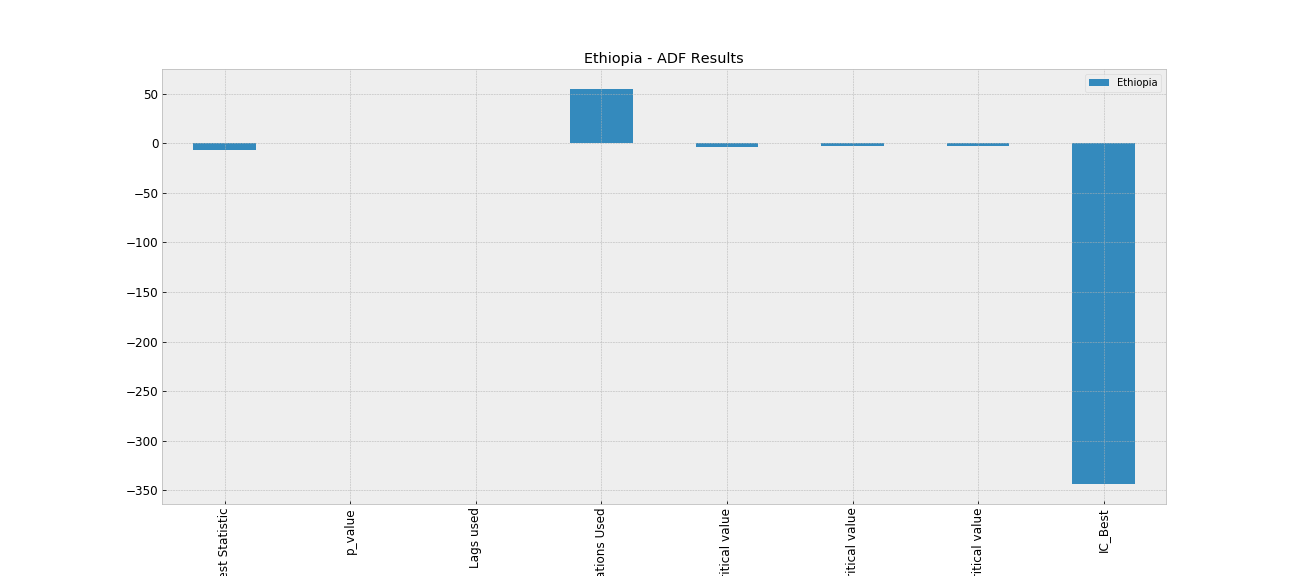 Ethiopia - ADF Results
Ethiopia
50
0
−50
−100
−150
−200
−250
−300
−350
est Statistic
p_value
Lags used
ations Used
ritical value
ritical value
ritical value
IC_Best